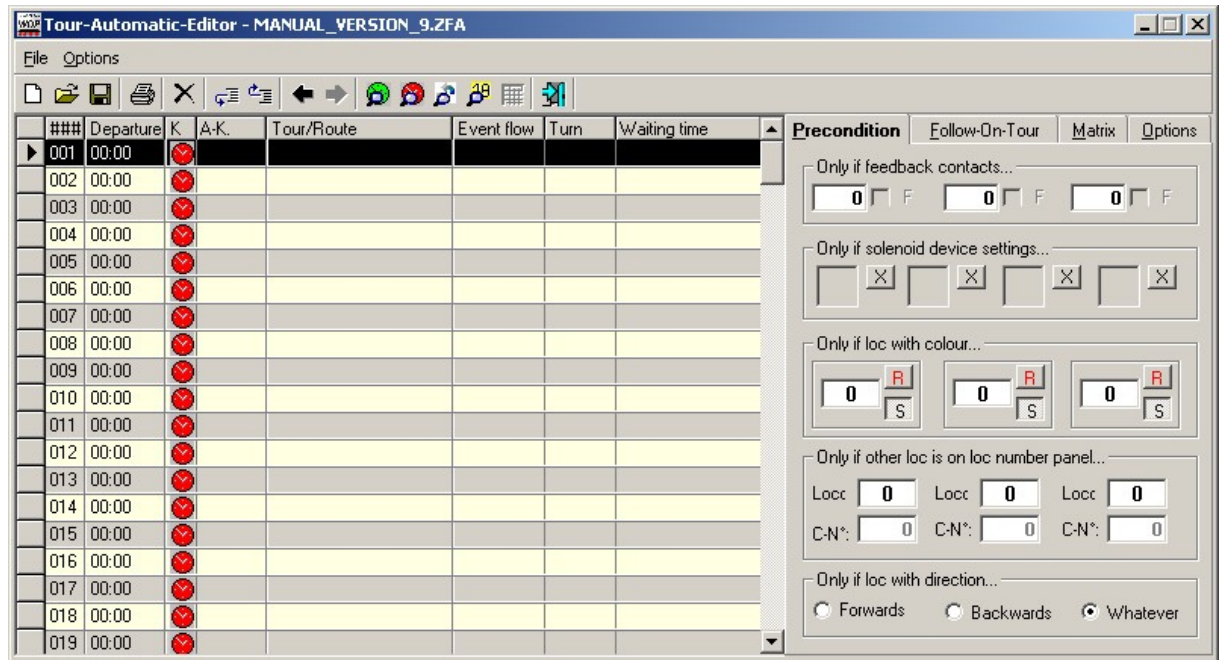 Tour-Automatic-Editor - MANUAL_VERSION_9.ZFA
File Options
### Departure K A-K. Tour/Route Event flow Turn Waiting time
001 00:00
002 00:00
003 00:00
004 00:00
005 00:00
006 00:00
007 00:00
008 00:00
009 00:00
010 00:00
011 00:00
012 00:00
013 00:00
014 00:00
015 00:00
016 00:00
017 00:00
018 00:00
019 00:00
Precondition Follow-On-Tour Matrix Options
Only if feedback contacts...
0 F 0 F 0 F
Only if solenoid device settings...
X X X X
Only if loc with colour...
0 R S 0 R S 0 R S
Only if other loc is on loc number panel...
Locc 0 Locc 0 Locc 0
C-N°: 0 C-N°: 0 C-N°: 0
Only if loc with direction...
Forwards Backwards Whatever